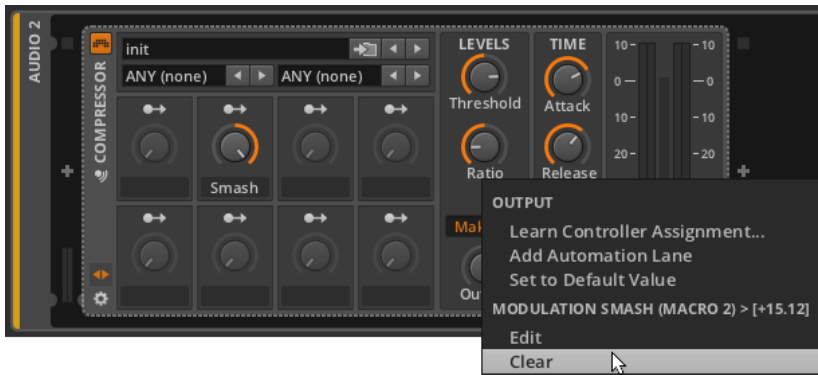 AUDIO 2
COMPRESSOR
init
ANY (none)
ANY (none)
Smash
LEVELS
Threshold
Ratio
Mak
Ou
TIME
Attack
Release
10
0
10
20
10
0
10
20
OUTPUT
Learn Controller Assignment...
Add Automation Lane
Set to Default Value
MODULATION SMASH (MACRO 2) > [+15.12]
Edit
Clear